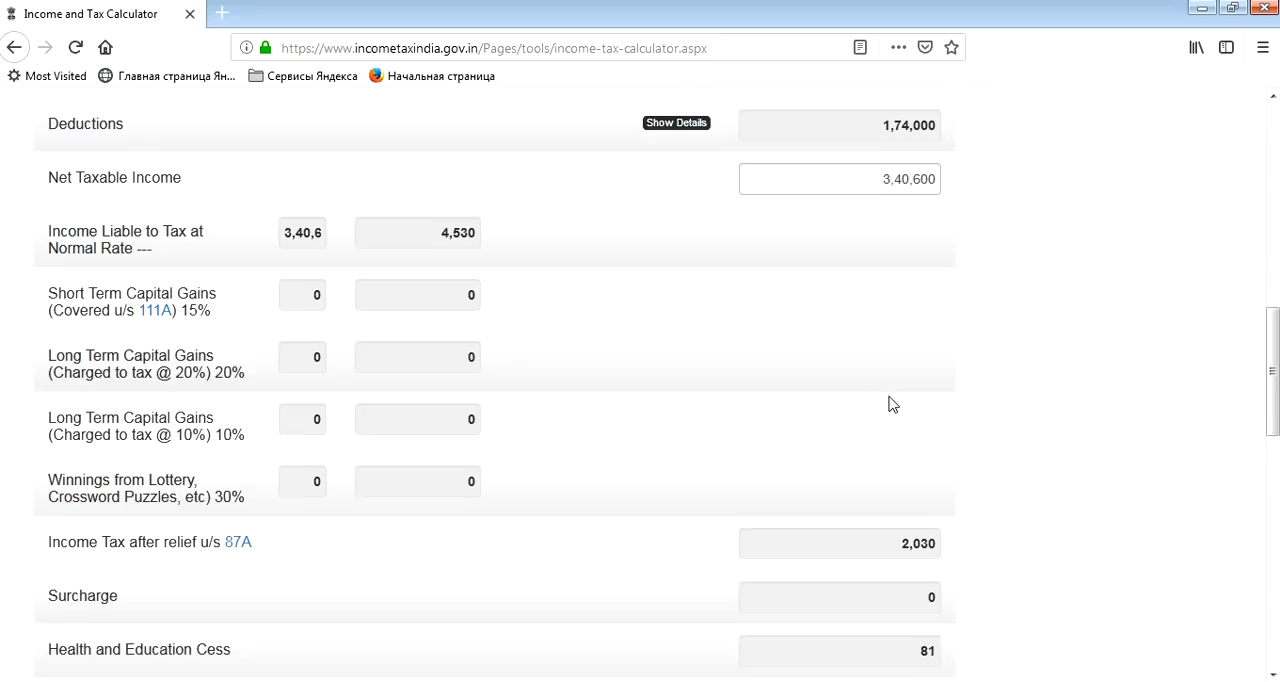 Income and Tax Calculator
https://www.incometaxindia.gov.in/Pages/tools/income-tax-calculator.aspx
Most Visited Главная страница Ян... Сервисы Яндекса Начальная страница
Deductions Show Details 1,74,000
Net Taxable Income 3,40,600
Income Liable to Tax at
Normal Rate --- 3,40,6 4,530
Short Term Capital Gains
(Covered u/s 111A) 15% 0 0
Long Term Capital Gains
(Charged to tax @ 20%) 20% 0 0
Long Term Capital Gains
(Charged to tax @ 10%) 10% 0 0
Winnings from Lottery,
Crossword Puzzles, etc) 30% 0 0
Income Tax after relief u/s 87A 2,030
Surcharge 0
Health and Education Cess 81